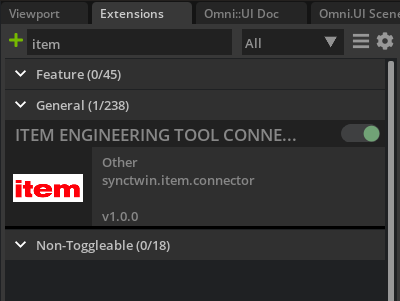 Viewport Extensions Omni::UI Doc Omni.UI Scene
item All
Feature (0/45)
General (1/238)
ITEM ENGINEERING TOOL CONNE...
Other
item synctwin.item.connector
v1.0.0
Non-Toggleable (0/18)